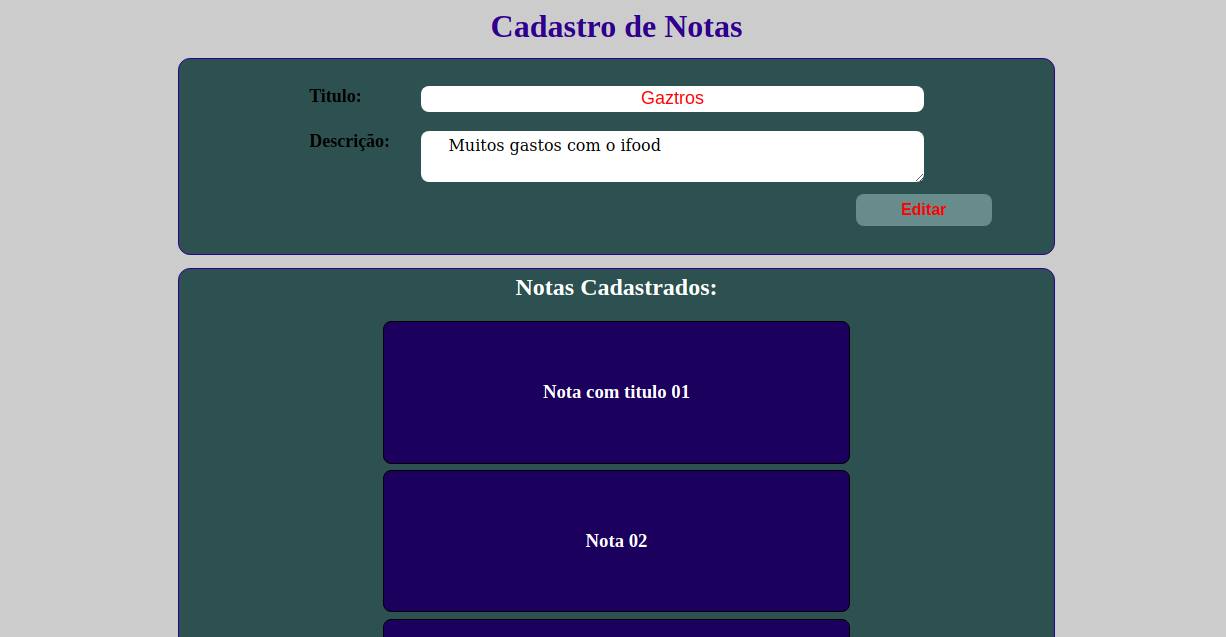 Cadastro de Notas
Titulo: Gaztros
Descrição: Muitos gastos com o ifood
Editar
Notas Cadastrados:
Nota com titulo 01
Nota 02